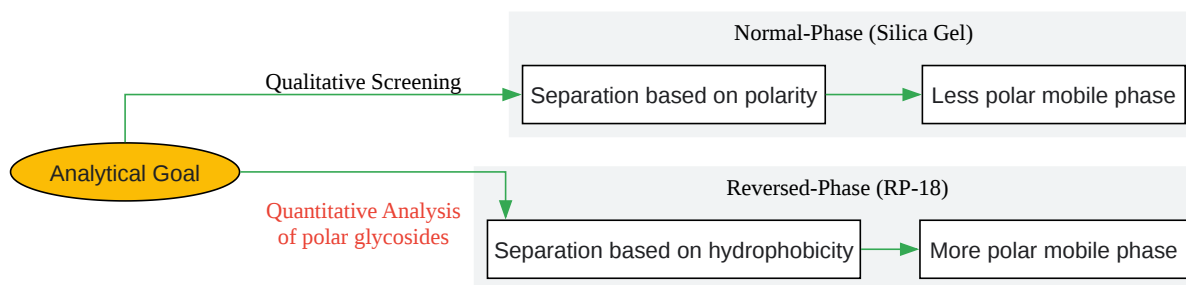 Normal-Phase (Silica Gel)
Qualitative Screening
Separation based on polarity
Less polar mobile phase
Analytical Goal
Reversed-Phase (RP-18)
Quantitative Analysis
of polar glycosides
Separation based on hydrophobicity
More polar mobile phase